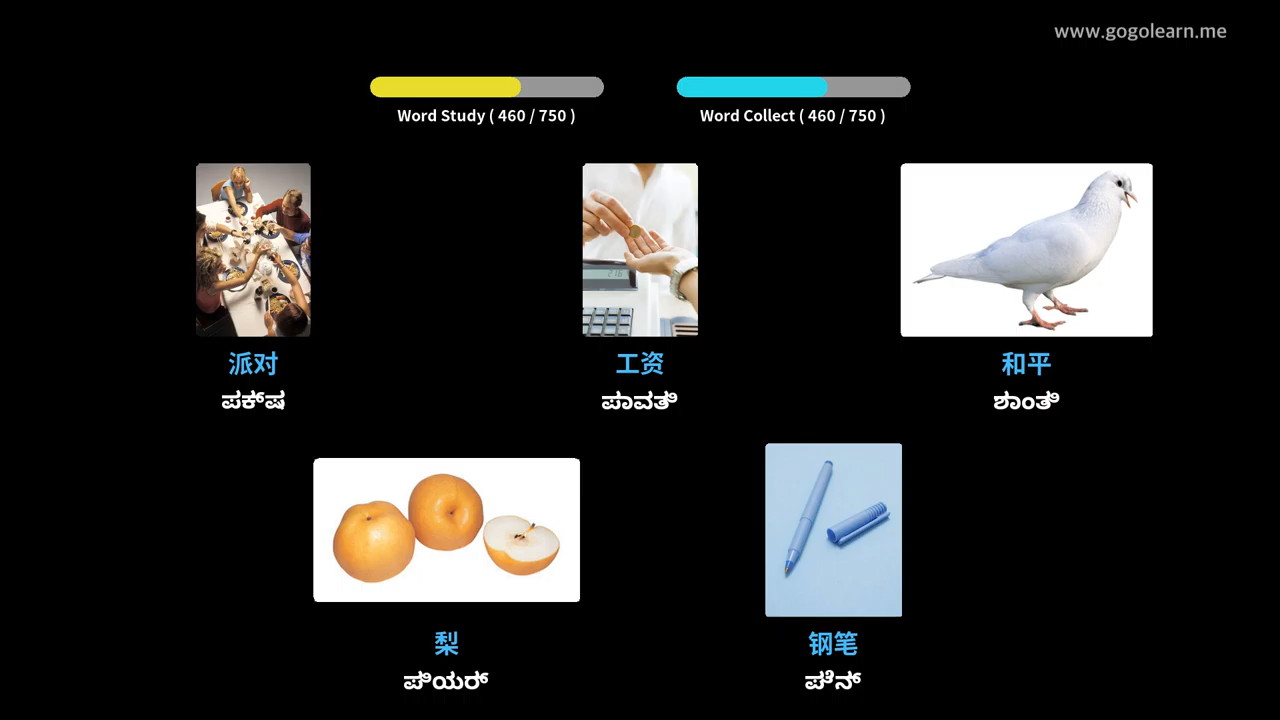 www.gogolearn.me
Word Study ( 460 / 750 )
Word Collect ( 460 / 750 )
派对
ಪಕ್ಷ
工资
ಪಾವತಿ
和平
ಶಾಂತಿ
梨
ಪಿಯರ್
钢笔
ಪೆನ್